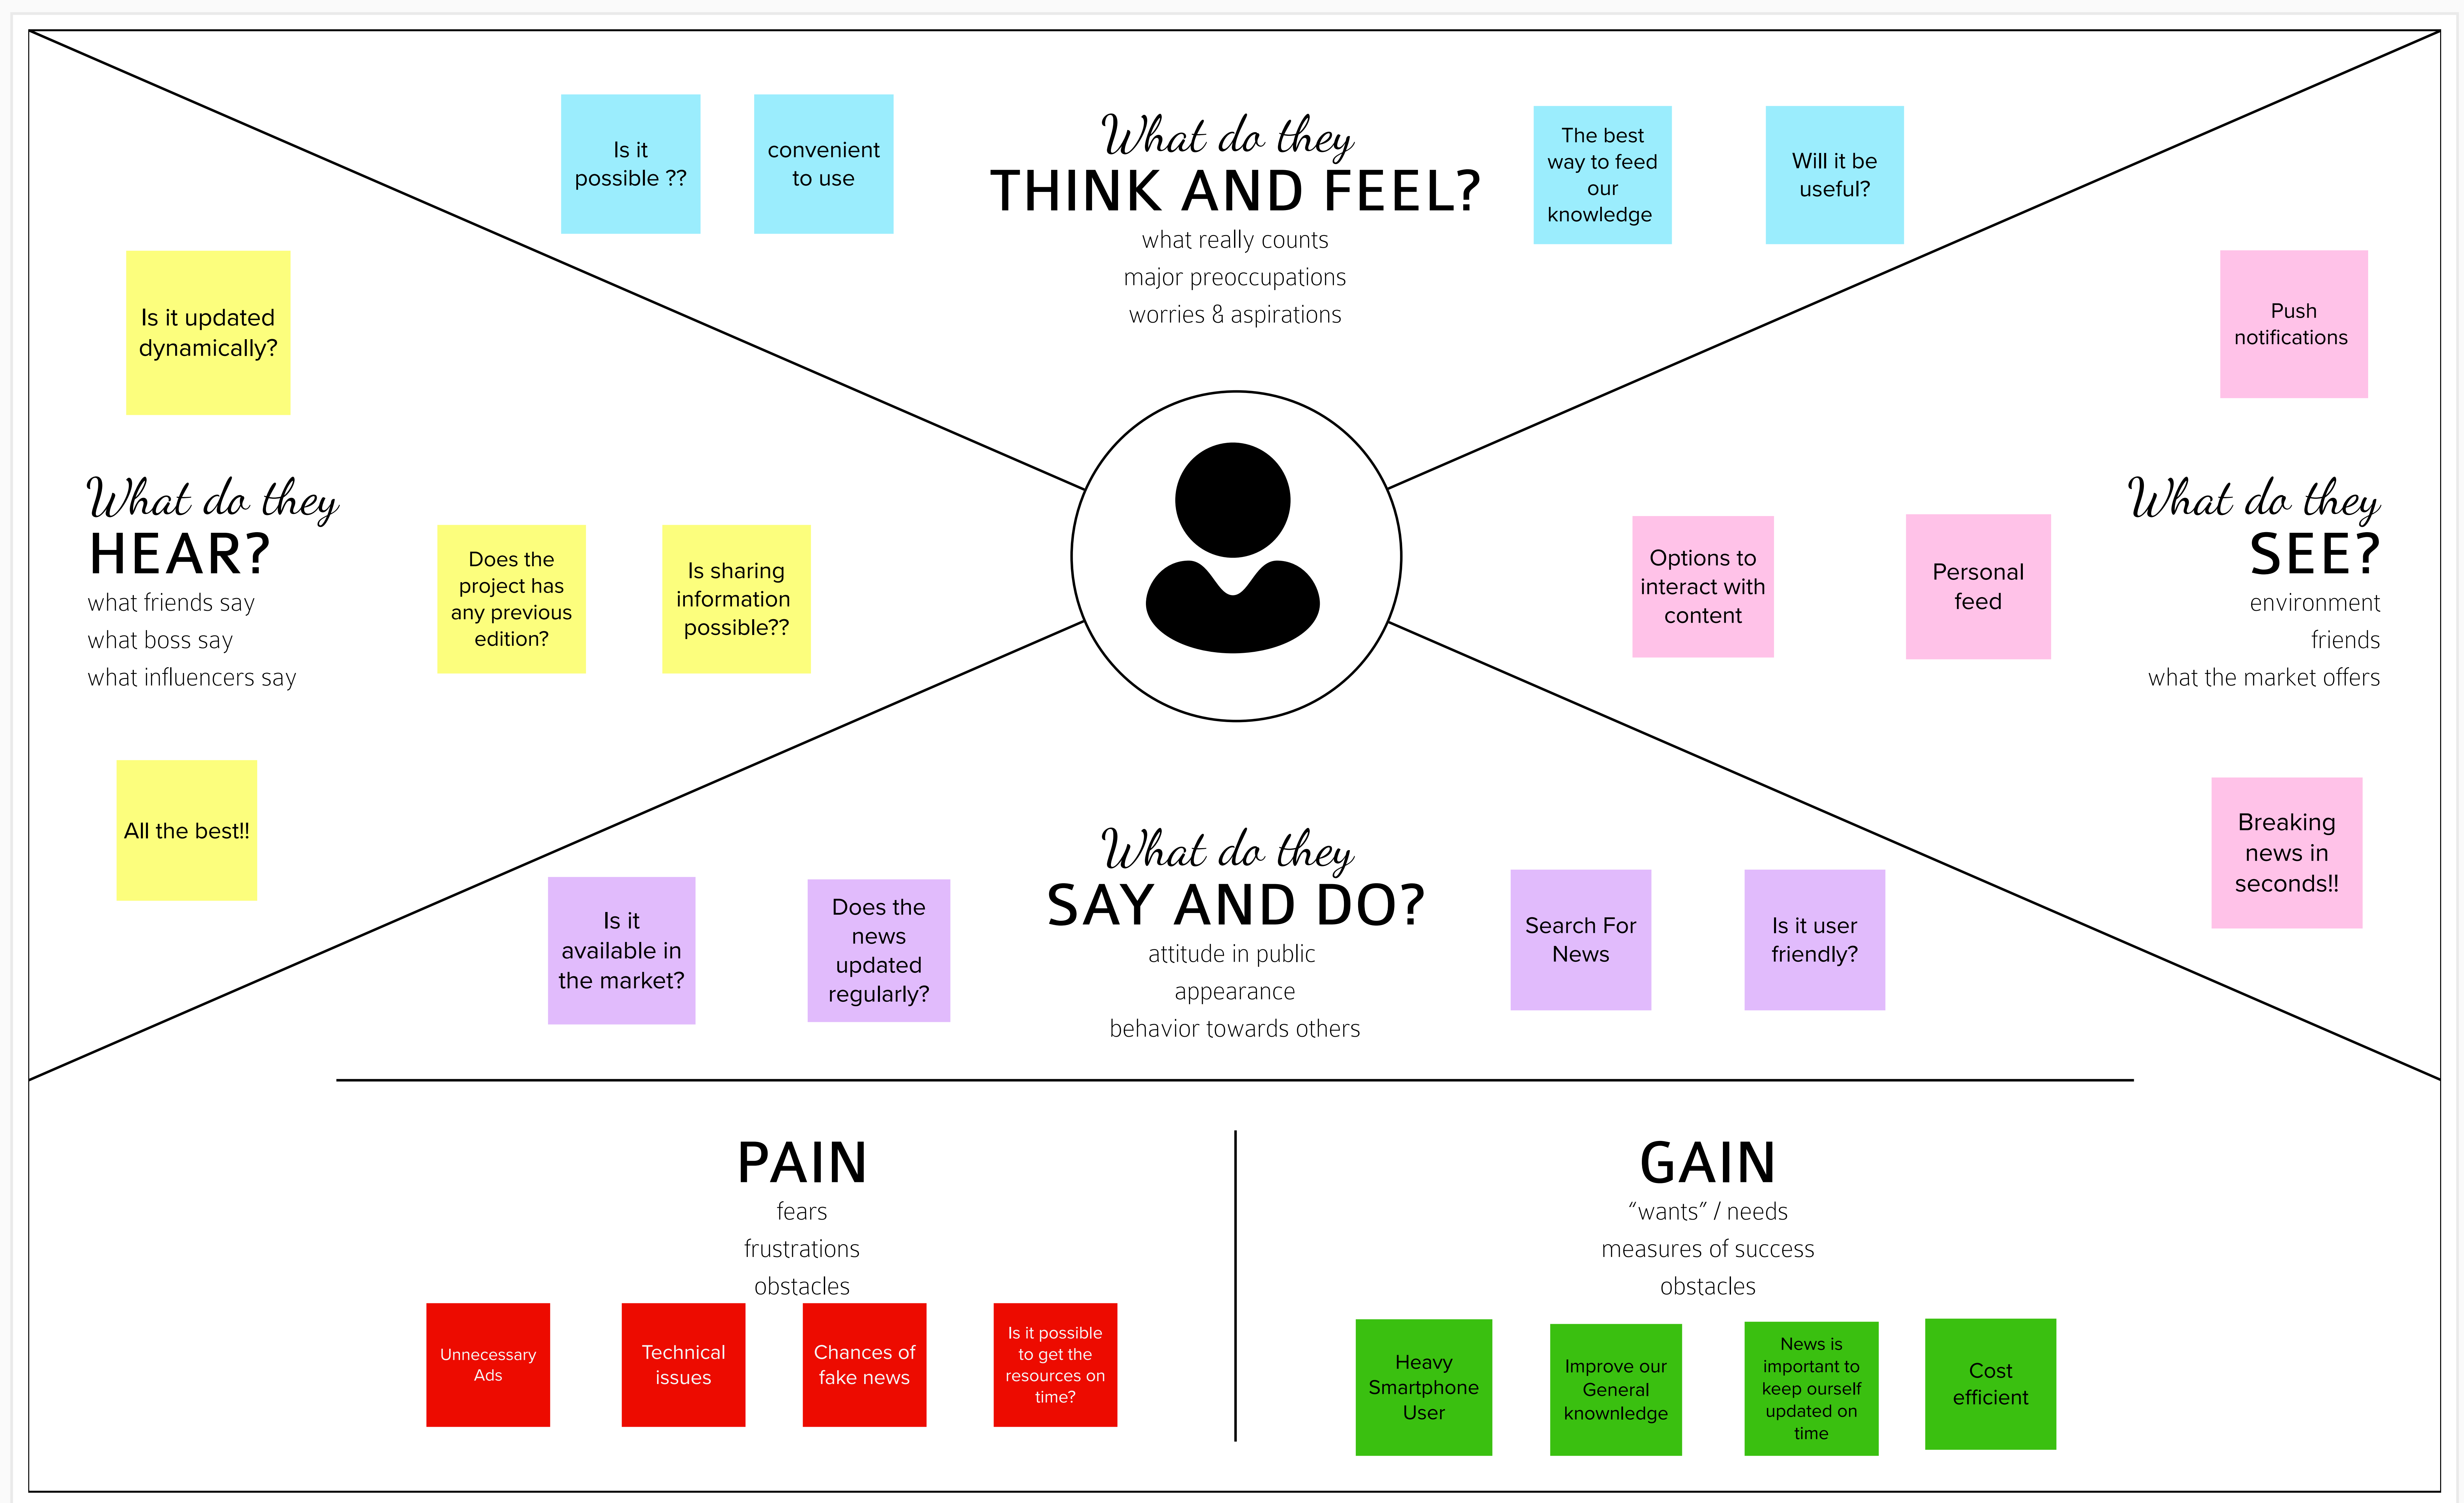 Is it
possible ??
convenient
to use
What do they
THINK AND FEEL?
what really counts
major preoccupations
worries & aspirations
The best
way to feed
our
knowledge
Will it be
useful?
Is it updated
dynamically?
What do they
HEAR?
what friends say
what boss say
what influencers say
Does the
project has
any previous
edition?
Is sharing
information
possible??
All the best!!
Push
notifications
Options to
interact with
content
Personal
feed
What do they
SEE?
environment
friends
what the market offers
Breaking
news in
seconds!!
Is it
available in
the market?
Does the
news
updated
regularly?
What do they
SAY AND DO?
attitude in public
appearance
behavior towards others
Search For
News
Is it user
friendly?
PAIN
fears
frustrations
obstacles
Unnecessary
Ads
Technical
issues
Chances of
fake news
Is it possible
to get the
resources on
time?
GAIN
“wants” / needs
measures of success
obstacles
Heavy
Smartphone
User
Improve our
General
knownledge
News is
important to
keep ourself
updated on
time
Cost
efficient